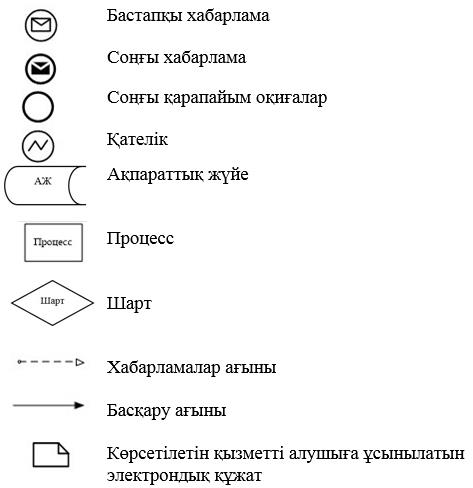 Бастапқы хабарлама
Соңғы хабарлама
Соңғы қарапайым оқиғалар
Қателік
АЖ
Ақпараттық жүйе
Процесс
Процесс
Шарт
Шарт
Хабарламалар ағыны
Басқару ағыны
Көрсетілетін қызметті алушыға ұсынылатын
электрондық құжат